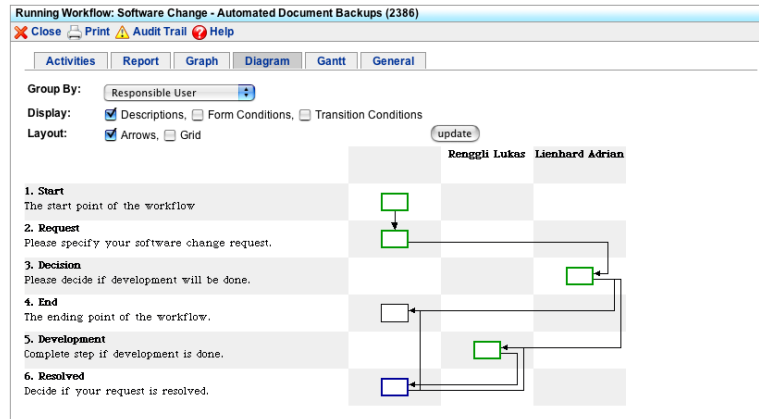 Running Workflow: Software Change - Automated Document Backups (2386)
Close Print Audit Trail Help
Activities Report Graph Diagram Gantt General
Group By: Responsible User
Display: Descriptions, Form Conditions, Transition Conditions
Layout: Arrows, Grid update
Renggli Lukas Lienhard Adrian
1. Start
The start point of the workflow
2. Request
Please specify your software change request.
3. Decision
Please decide if development will be done.
4. End
The ending point of the workflow.
5. Development
Complete step if development is done.
6. Resolved
Decide if your request is resolved.